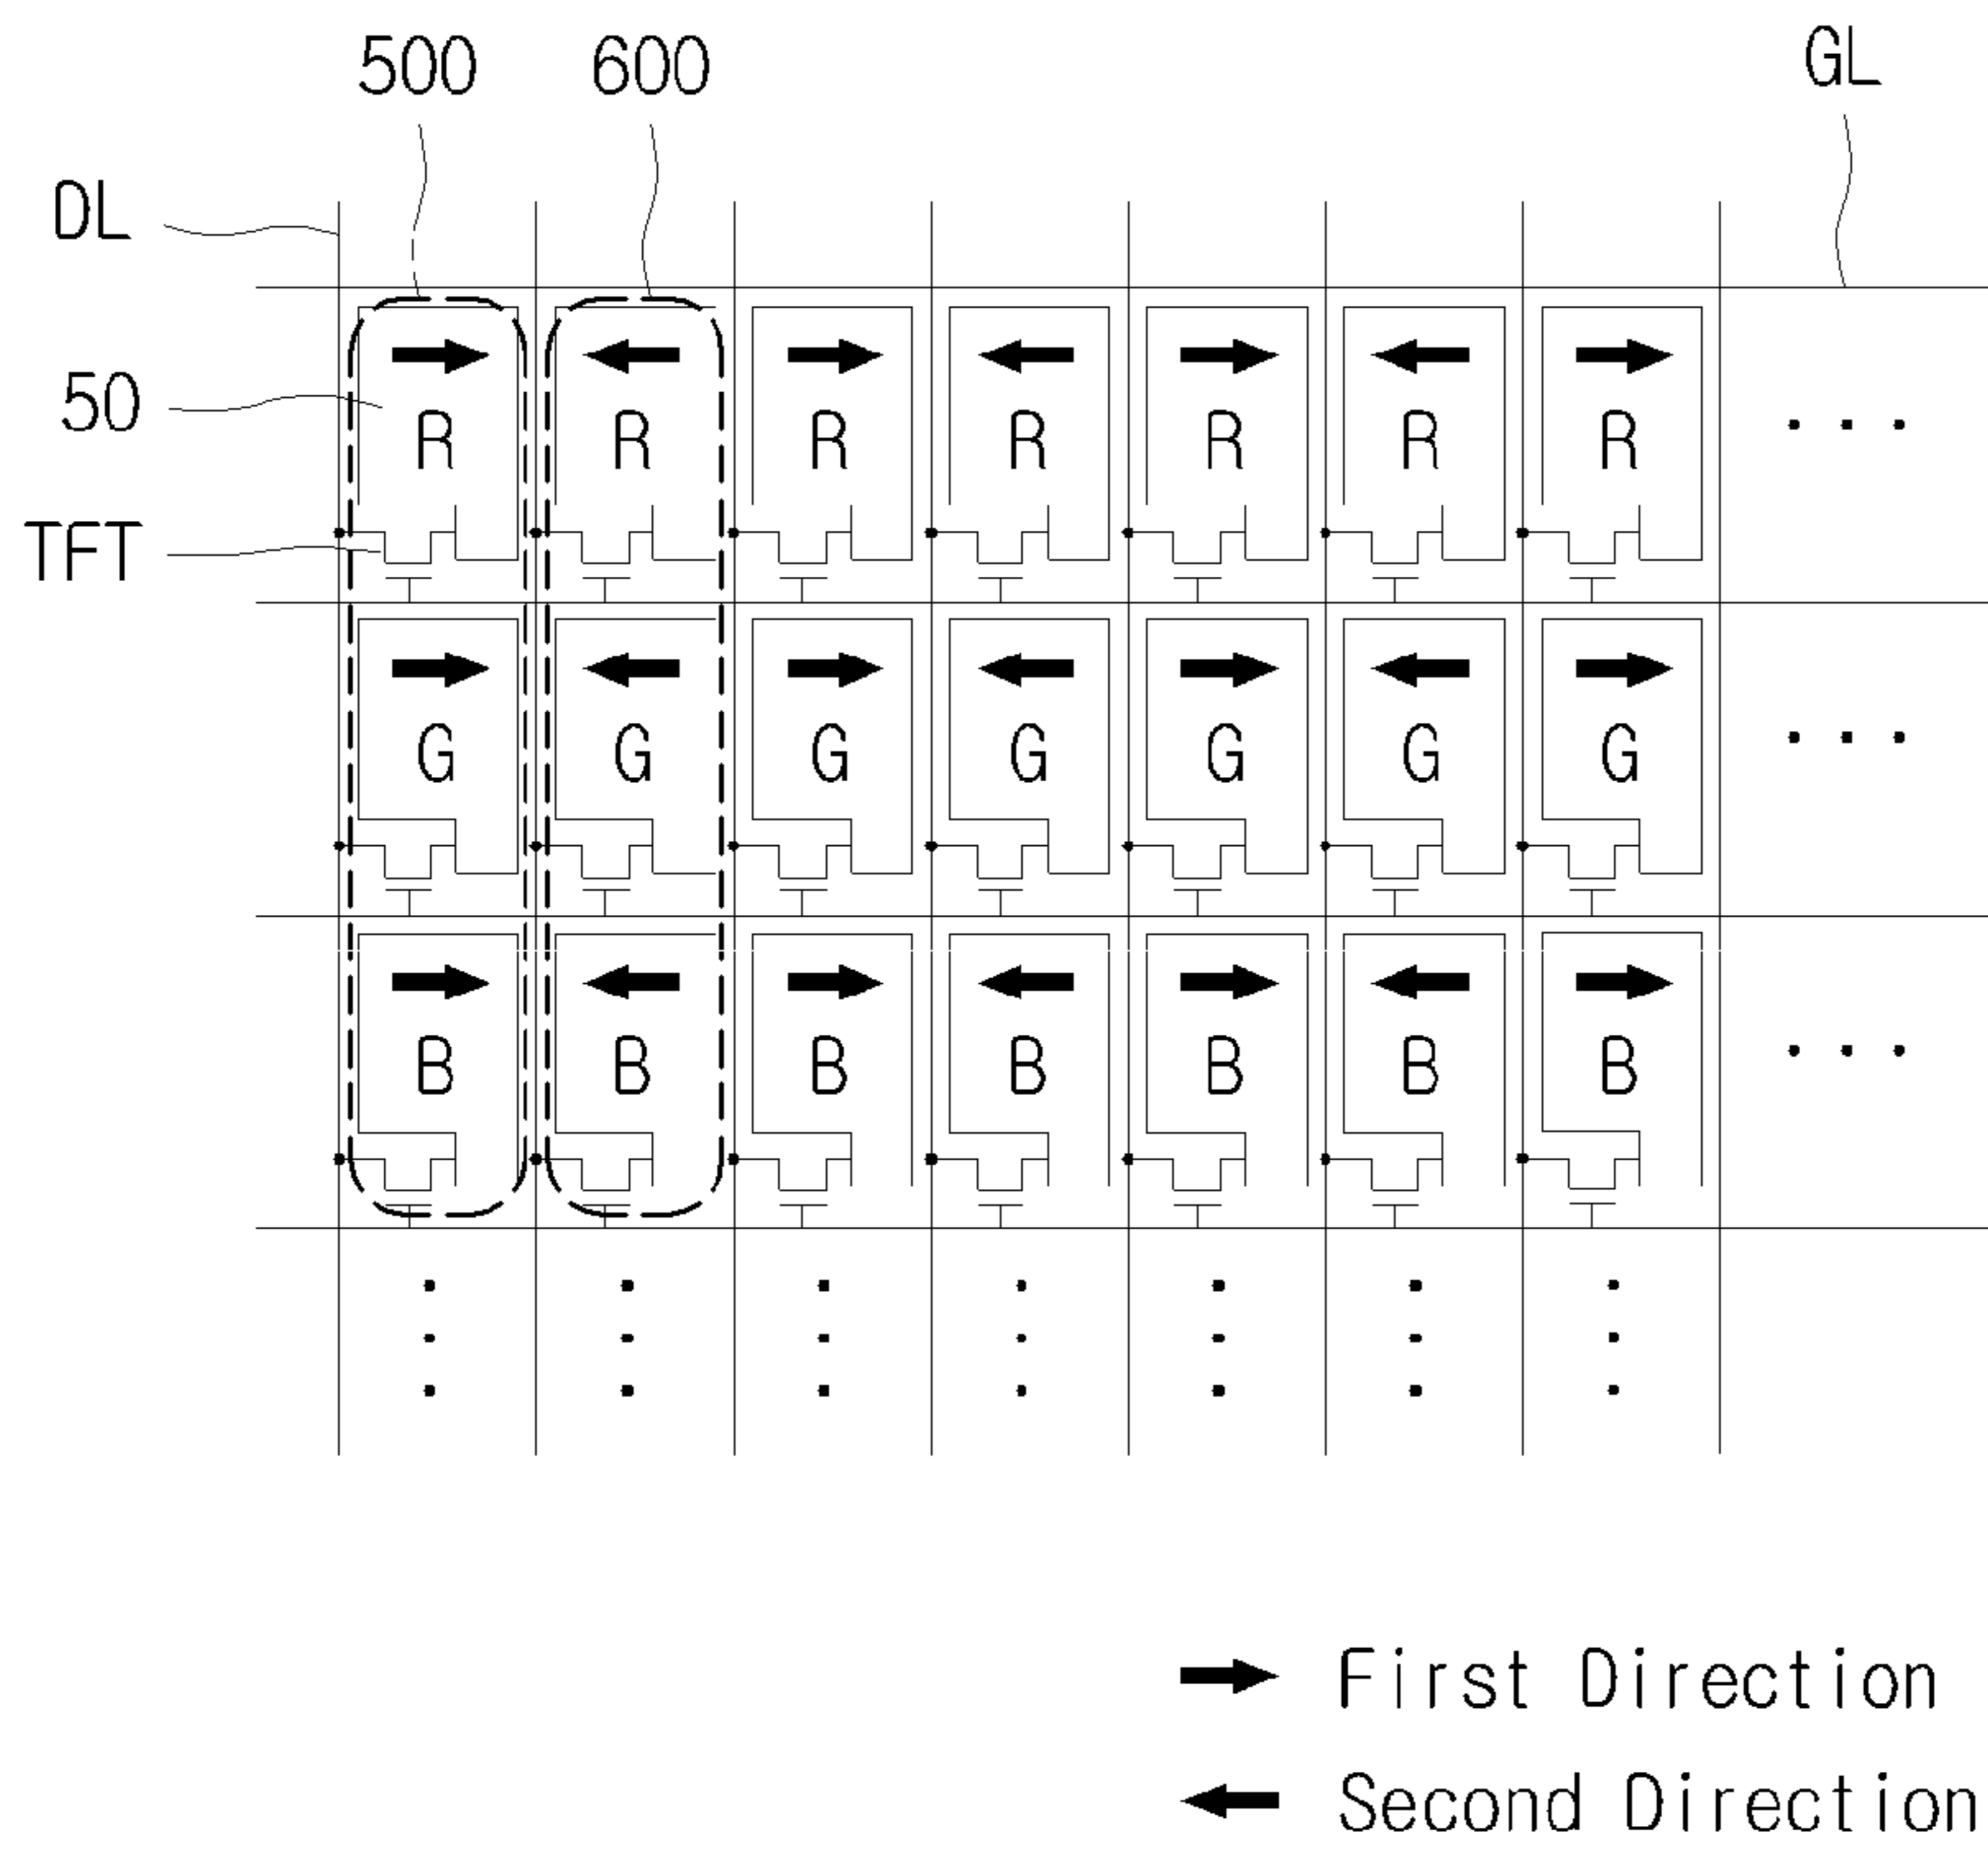 500 600 GL
DL
50
R R R R R R R . . .
TFT
G G G G G G G . . .
B B B B B B B . . .
First Direction
Second Direction